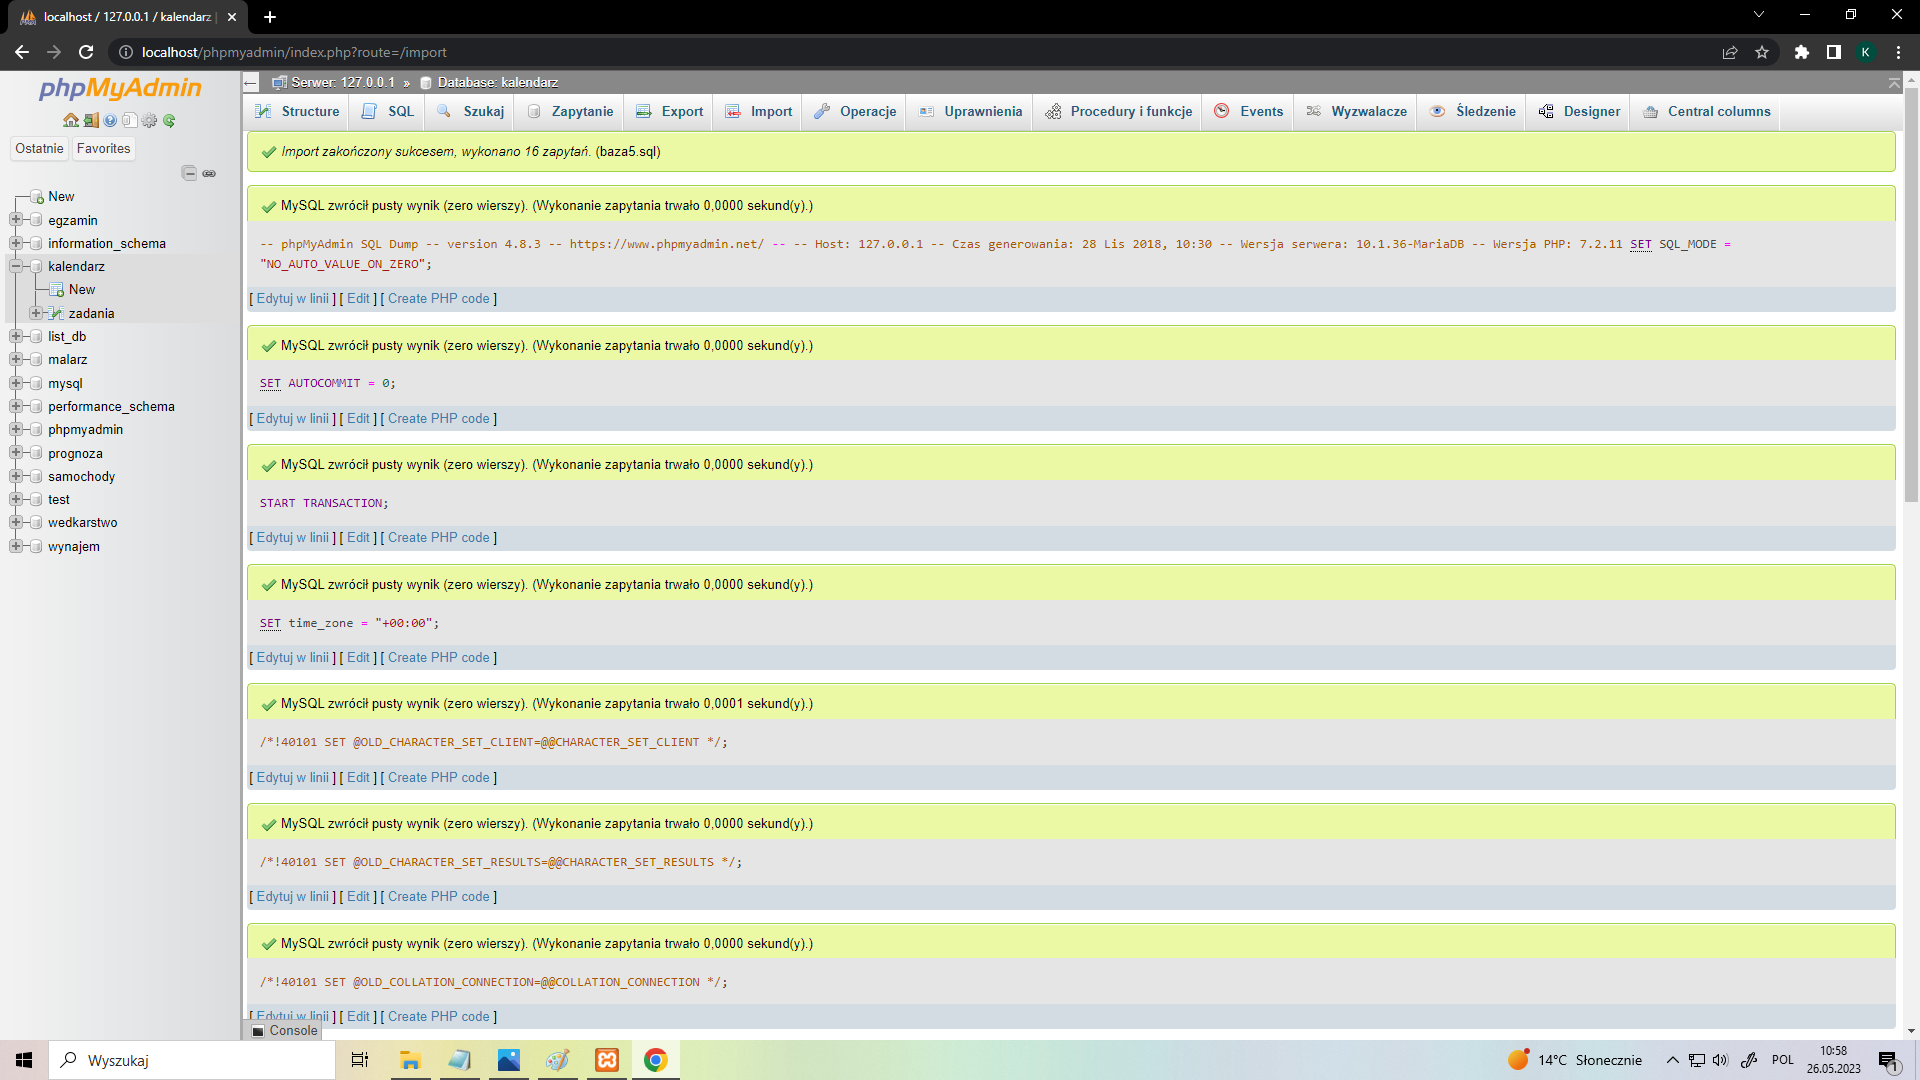 localhost / 127.0.0.1 / kalendarz |
localhost/phpmyadmin/index.php?route=/import
K
phpMyAdmin
Ostatnie Favorites
New
egzamin
information_schema
kalendarz
New
zadania
list_db
malarz
mysql
performance_schema
phpmyadmin
prognoza
samochody
test
wedkarstwo
wynajem
Serwer: 127.0.0.1 » Database: kalendarz
Structure SQL Szukaj Zapytanie Export Import Operacje Uprawnienia Procedury i funkcje Events Wyzwalacze Śledzenie Designer Central columns
Import zakończony sukcesem, wykonano 16 zapytań. (baza5.sql)
MySQL zwrócił pusty wynik (zero wierszy). (Wykonanie zapytania trwało 0,0000 sekund(y).)
-- phpMyAdmin SQL Dump -- version 4.8.3 -- https://www.phpmyadmin.net/ -- -- Host: 127.0.0.1 -- Czas generowania: 28 Lis 2018, 10:30 -- Wersja serwera: 10.1.36-MariaDB -- Wersja PHP: 7.2.11 SET SQL_MODE =
"NO_AUTO_VALUE_ON_ZERO";
[ Edytuj w linii ] [ Edit ] [ Create PHP code ]
MySQL zwrócił pusty wynik (zero wierszy). (Wykonanie zapytania trwało 0,0000 sekund(y).)
SET AUTOCOMMIT = 0;
[ Edytuj w linii ] [ Edit ] [ Create PHP code ]
MySQL zwrócił pusty wynik (zero wierszy). (Wykonanie zapytania trwało 0,0000 sekund(y).)
START TRANSACTION;
[ Edytuj w linii ] [ Edit ] [ Create PHP code ]
MySQL zwrócił pusty wynik (zero wierszy). (Wykonanie zapytania trwało 0,0000 sekund(y).)
SET time_zone = "+00:00";
[ Edytuj w linii ] [ Edit ] [ Create PHP code ]
MySQL zwrócił pusty wynik (zero wierszy). (Wykonanie zapytania trwało 0,0001 sekund(y).)
/*!40101 SET @OLD_CHARACTER_SET_CLIENT=@@CHARACTER_SET_CLIENT */;
[ Edytuj w linii ] [ Edit ] [ Create PHP code ]
MySQL zwrócił pusty wynik (zero wierszy). (Wykonanie zapytania trwało 0,0000 sekund(y).)
/*!40101 SET @OLD_CHARACTER_SET_RESULTS=@@CHARACTER_SET_RESULTS */;
[ Edytuj w linii ] [ Edit ] [ Create PHP code ]
MySQL zwrócił pusty wynik (zero wierszy). (Wykonanie zapytania trwało 0,0000 sekund(y).)
/*!40101 SET @OLD_COLLATION_CONNECTION=@@COLLATION_CONNECTION */;
[ Edytuj w linii ] [ Edit ] [ Create PHP code ]
Console
Wyszukaj
14°C Słonecznie
POL
10:58
26.05.2023
1